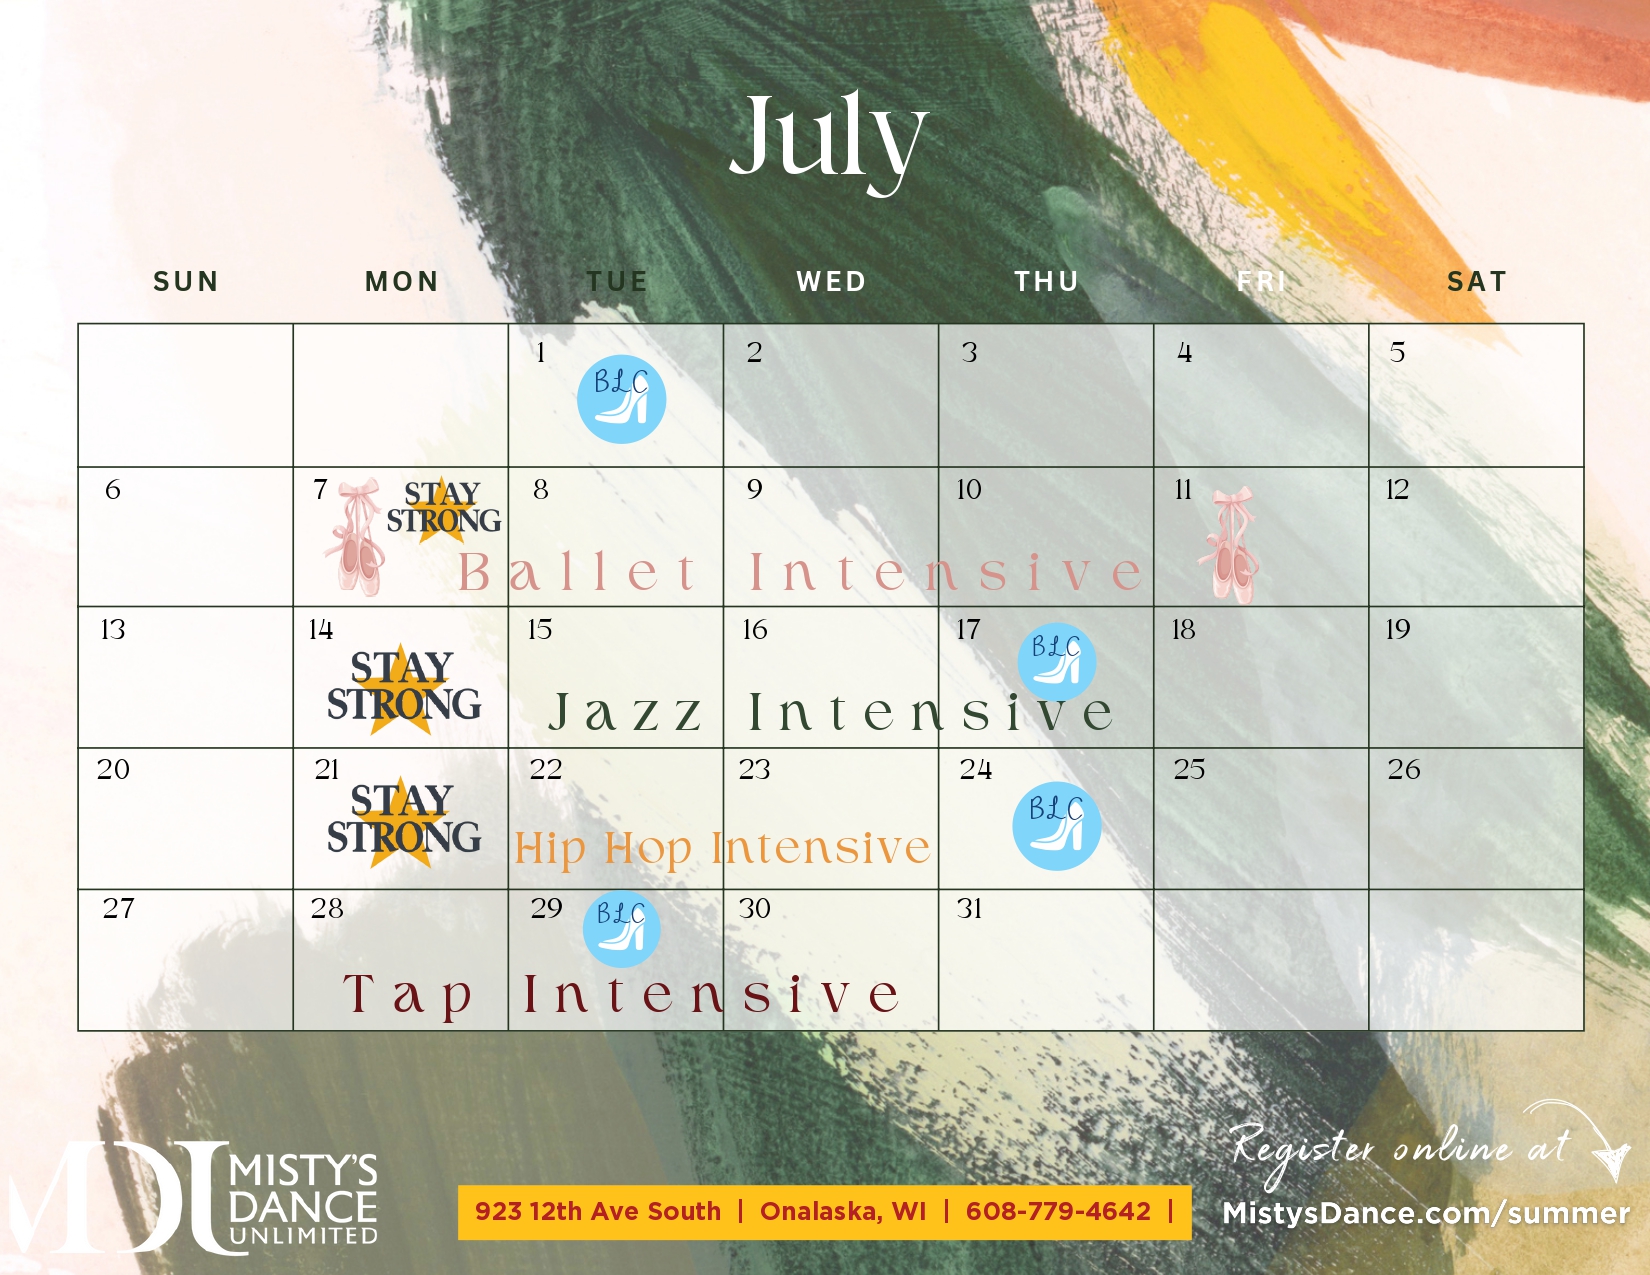 July
SUN MON TUE WED THU FRI SAT
1 2 3 4 5
BLC
6 7 8 9 10 11 12
STAY
STRONG
Ballet Intensive
13 14 15 16 17 18 19
BLC
STAY
STRONG
Jazz Intensive
20 21 22 23 24 25 26
STAY
STRONG
BLC
Hip Hop Intensive
27 28 29 30 31
BLC
Tap Intensive
MDU
MISTY'S
DANCE
UNLIMITED
923 12th Ave South | Onalaska, WI | 608-779-4642 |
Register online at
MistysDance.com/summer